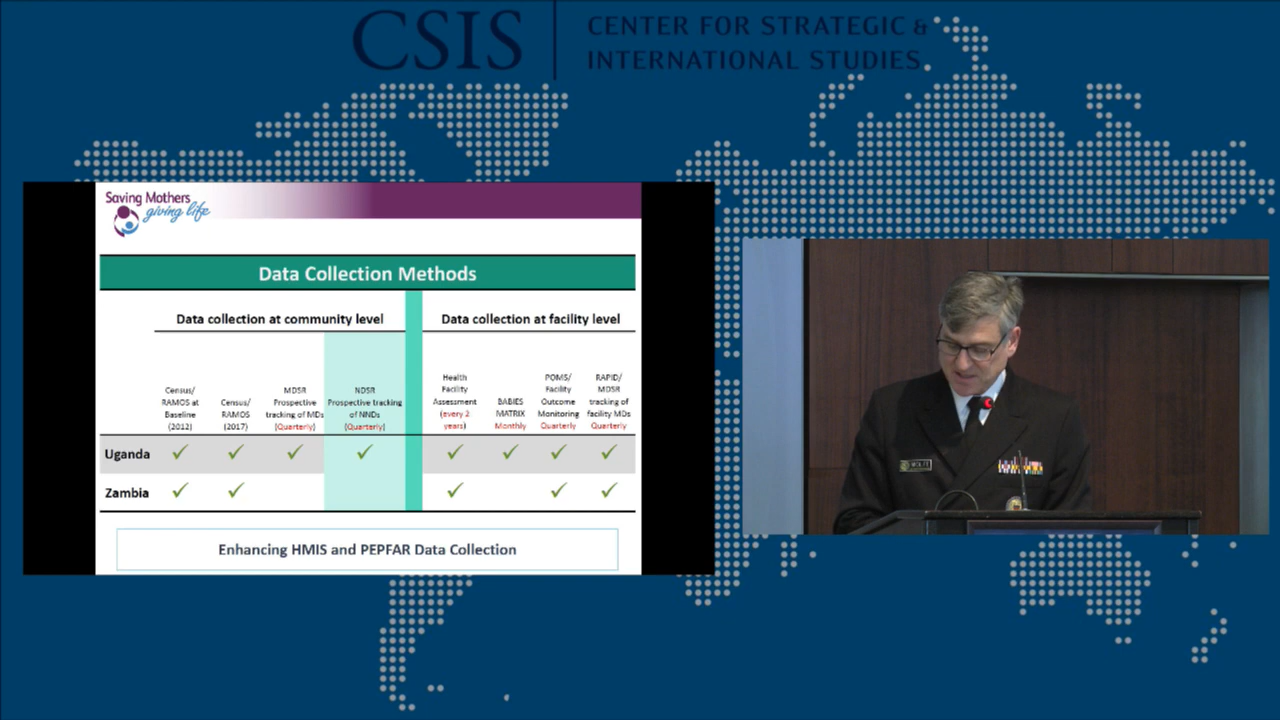 CSIS
CENTER FOR STRATEGIC &
INTERNATIONAL STUDIES
Saving Mothers
giving life
Data Collection Methods
Data collection at community level
Data collection at facility level
Census/
RAMOS at
Baseline
(2012)
Census/
RAMOS
(2017)
MDSR
Prospective
tracking of MDs
(Quarterly)
NDSR
Prospective tracking
of NNDs
(Quarterly)
Health
Facility
Assessment
(every 2
years)
BABIES
MATRIX
Monthly
POMS/
Facility
Outcome
Monitoring
Quarterly
RAPID/
MDSR
tracking of
facility MDs
Quarterly
Uganda ✓ ✓ ✓ ✓ ✓ ✓ ✓ ✓
Zambia ✓ ✓ ✓ ✓ ✓
Enhancing HMIS and PEPFAR Data Collection